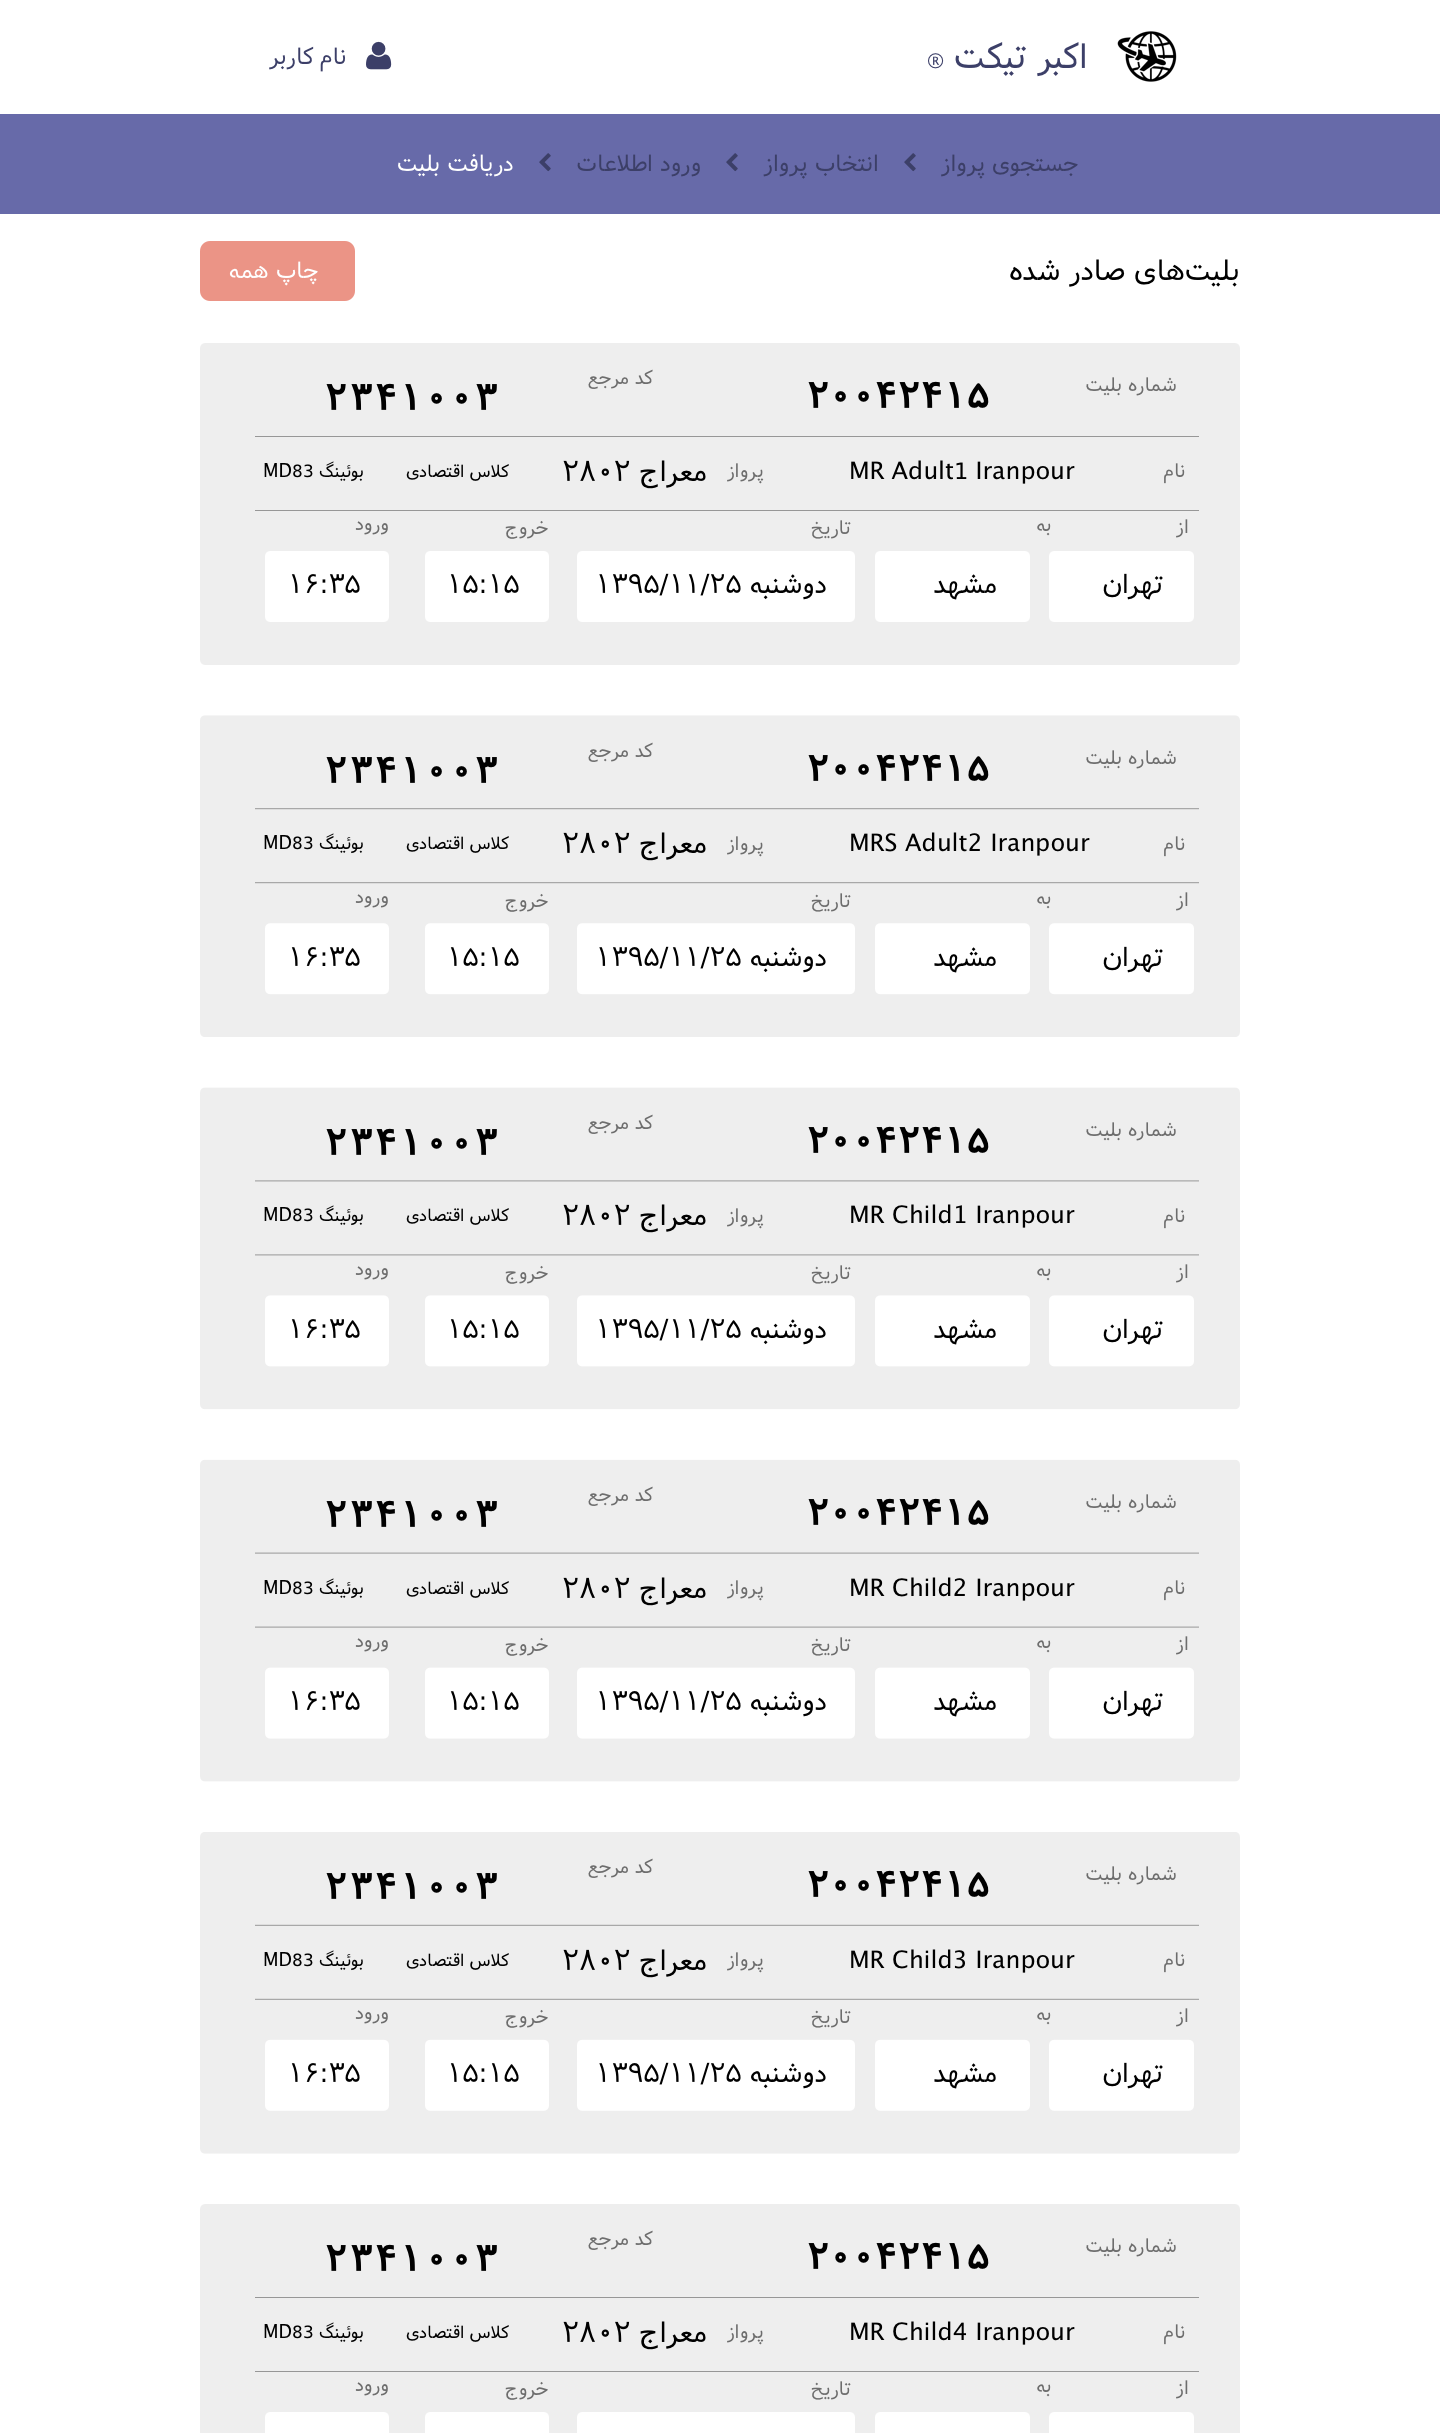 اکبر تیکت ®
نام کاربر
جستجوی پرواز
انتخاب پرواز
ورود اطلاعات
دریافت بلیت
بلیت‌های صادر شده
چاپ همه
شماره بلیت ۲۰۰۴۲۴۱۵ کد مرجع ۲۳۴۱۰۰۳
نام MR Adult1 Iranpour پرواز معراج ۲۸۰۲ کلاس اقتصادی بوئینگ MD83
از به تاریخ خروج ورود
تهران مشهد دوشنبه ۱۳۹۵/۱۱/۲۵ ۱۵:۱۵ ۱۶:۳۵
شماره بلیت ۲۰۰۴۲۴۱۵ کد مرجع ۲۳۴۱۰۰۳
نام MRS Adult2 Iranpour پرواز معراج ۲۸۰۲ کلاس اقتصادی بوئینگ MD83
از به تاریخ خروج ورود
تهران مشهد دوشنبه ۱۳۹۵/۱۱/۲۵ ۱۵:۱۵ ۱۶:۳۵
شماره بلیت ۲۰۰۴۲۴۱۵ کد مرجع ۲۳۴۱۰۰۳
نام MR Child1 Iranpour پرواز معراج ۲۸۰۲ کلاس اقتصادی بوئینگ MD83
از به تاریخ خروج ورود
تهران مشهد دوشنبه ۱۳۹۵/۱۱/۲۵ ۱۵:۱۵ ۱۶:۳۵
شماره بلیت ۲۰۰۴۲۴۱۵ کد مرجع ۲۳۴۱۰۰۳
نام MR Child2 Iranpour پرواز معراج ۲۸۰۲ کلاس اقتصادی بوئینگ MD83
از به تاریخ خروج ورود
تهران مشهد دوشنبه ۱۳۹۵/۱۱/۲۵ ۱۵:۱۵ ۱۶:۳۵
شماره بلیت ۲۰۰۴۲۴۱۵ کد مرجع ۲۳۴۱۰۰۳
نام MR Child3 Iranpour پرواز معراج ۲۸۰۲ کلاس اقتصادی بوئینگ MD83
از به تاریخ خروج ورود
تهران مشهد دوشنبه ۱۳۹۵/۱۱/۲۵ ۱۵:۱۵ ۱۶:۳۵
شماره بلیت ۲۰۰۴۲۴۱۵ کد مرجع ۲۳۴۱۰۰۳
نام MR Child4 Iranpour پرواز معراج ۲۸۰۲ کلاس اقتصادی بوئینگ MD83
از به تاریخ خروج ورود